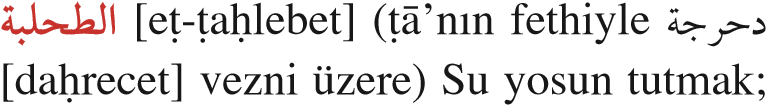 الطحلبة [eṭ-ṭaḥlebet] (ṭā’nın fethiyle دحرجة
[daḥrecet] vezni üzere) Su yosun tutmak;